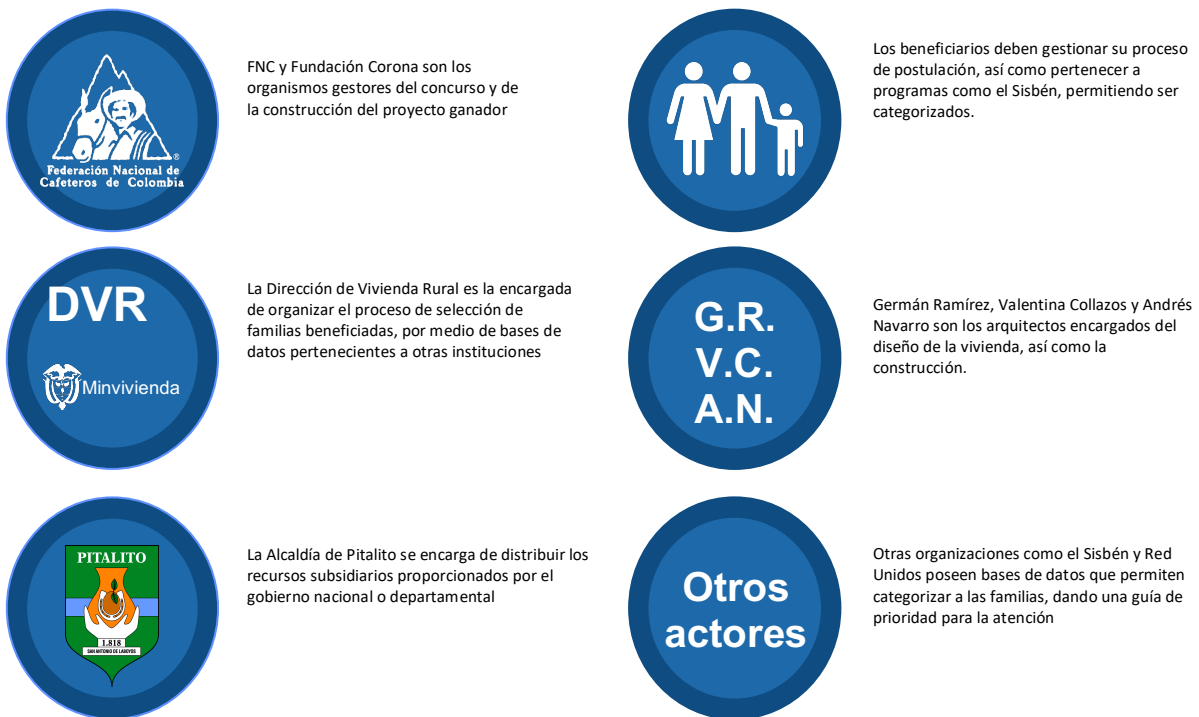 Federación Nacional de
Cafeteros de Colombia
®
FNC y Fundación Corona son los
organismos gestores del concurso y de
la construcción del proyecto ganador
Los beneficiarios deben gestionar su proceso
de postulación, así como pertenecer a
programas como el Sisbén, permitiendo ser
categorizados.
DVR
Minvivienda
La Dirección de Vivienda Rural es la encargada
de organizar el proceso de selección de
familias beneficiadas, por medio de bases de
datos pertenecientes a otras instituciones
G.R.
V.C.
A.N.
Germán Ramírez, Valentina Collazos y Andrés
Navarro son los arquitectos encargados del
diseño de la vivienda, así como la
construcción.
PITALITO
1.818
SAN ANTONIO DE LABOYOS
La Alcaldía de Pitalito se encarga de distribuir los
recursos subsidiarios proporcionados por el
gobierno nacional o departamental
Otros
actores
Otras organizaciones como el Sisbén y Red
Unidos poseen bases de datos que permiten
categorizar a las familias, dando una guía de
prioridad para la atención